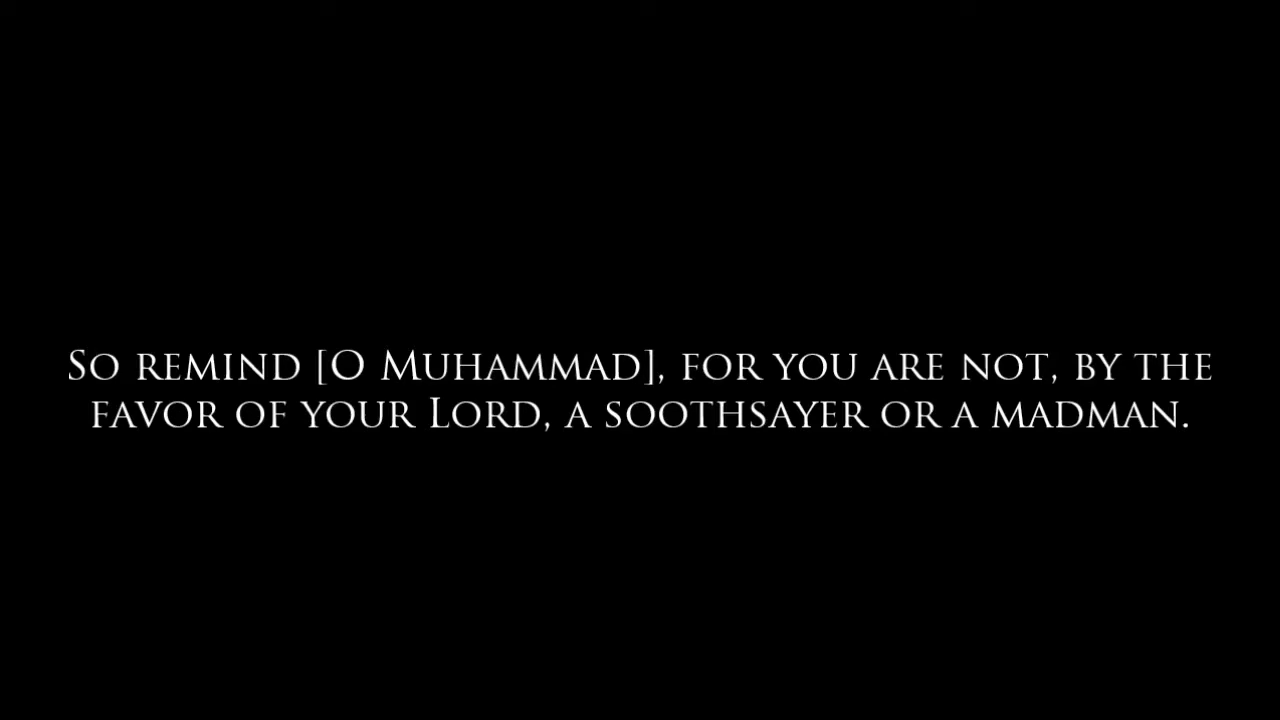 So remind [O Muhammad], for you are not, by the
favor of your Lord, a soothsayer or a madman.